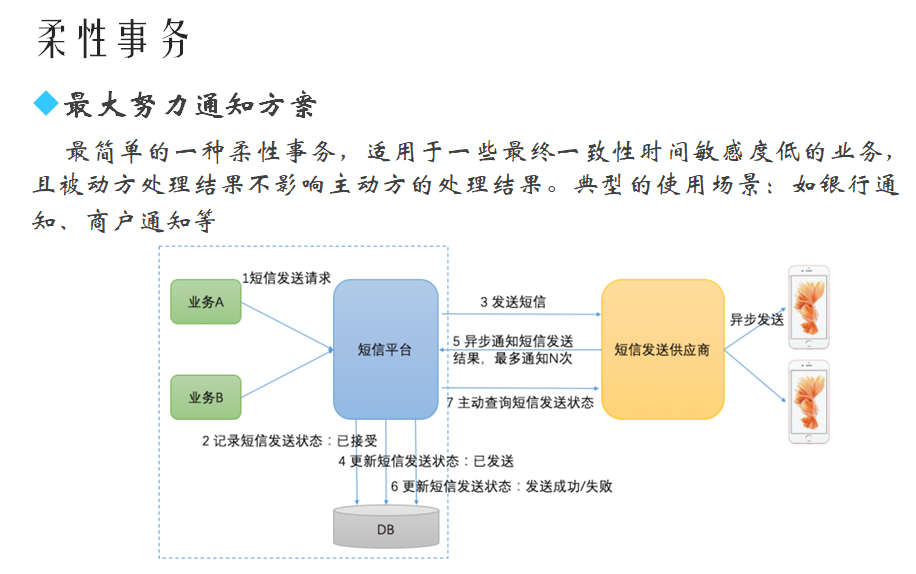 柔性事务
最大努力通知方案
最简单的一种柔性事务，适用于一些最终一致性时间敏感度低的业务，
且被动方处理结果不影响主动方的处理结果。典型的使用场景：如银行通
知、商户通知等
1短信发送请求
业务A
业务B
短信平台
3 发送短信
5 异步通知短信发送
结果，最多通知N次
7 主动查询短信发送状态
短信发送供应商
异步发送
2 记录短信发送状态：已接受
4 更新短信发送状态：已发送
6 更新短信发送状态：发送成功/失败
DB